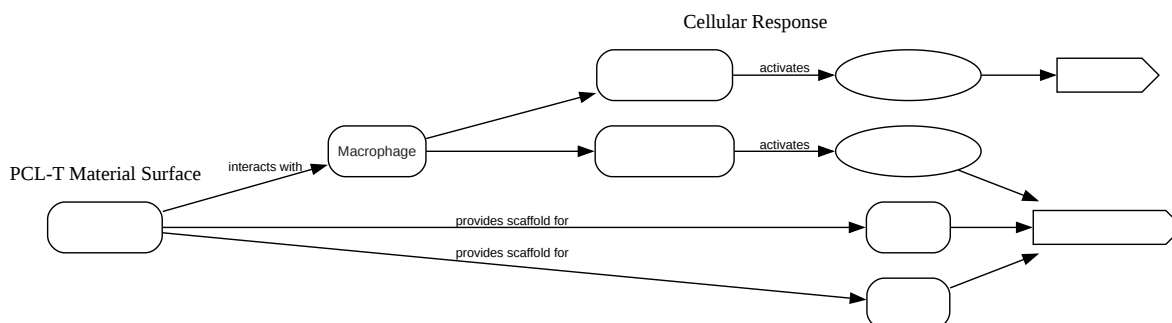 Cellular Response
activates
activates
Macrophage
interacts with
PCL-T Material Surface
provides scaffold for
provides scaffold for